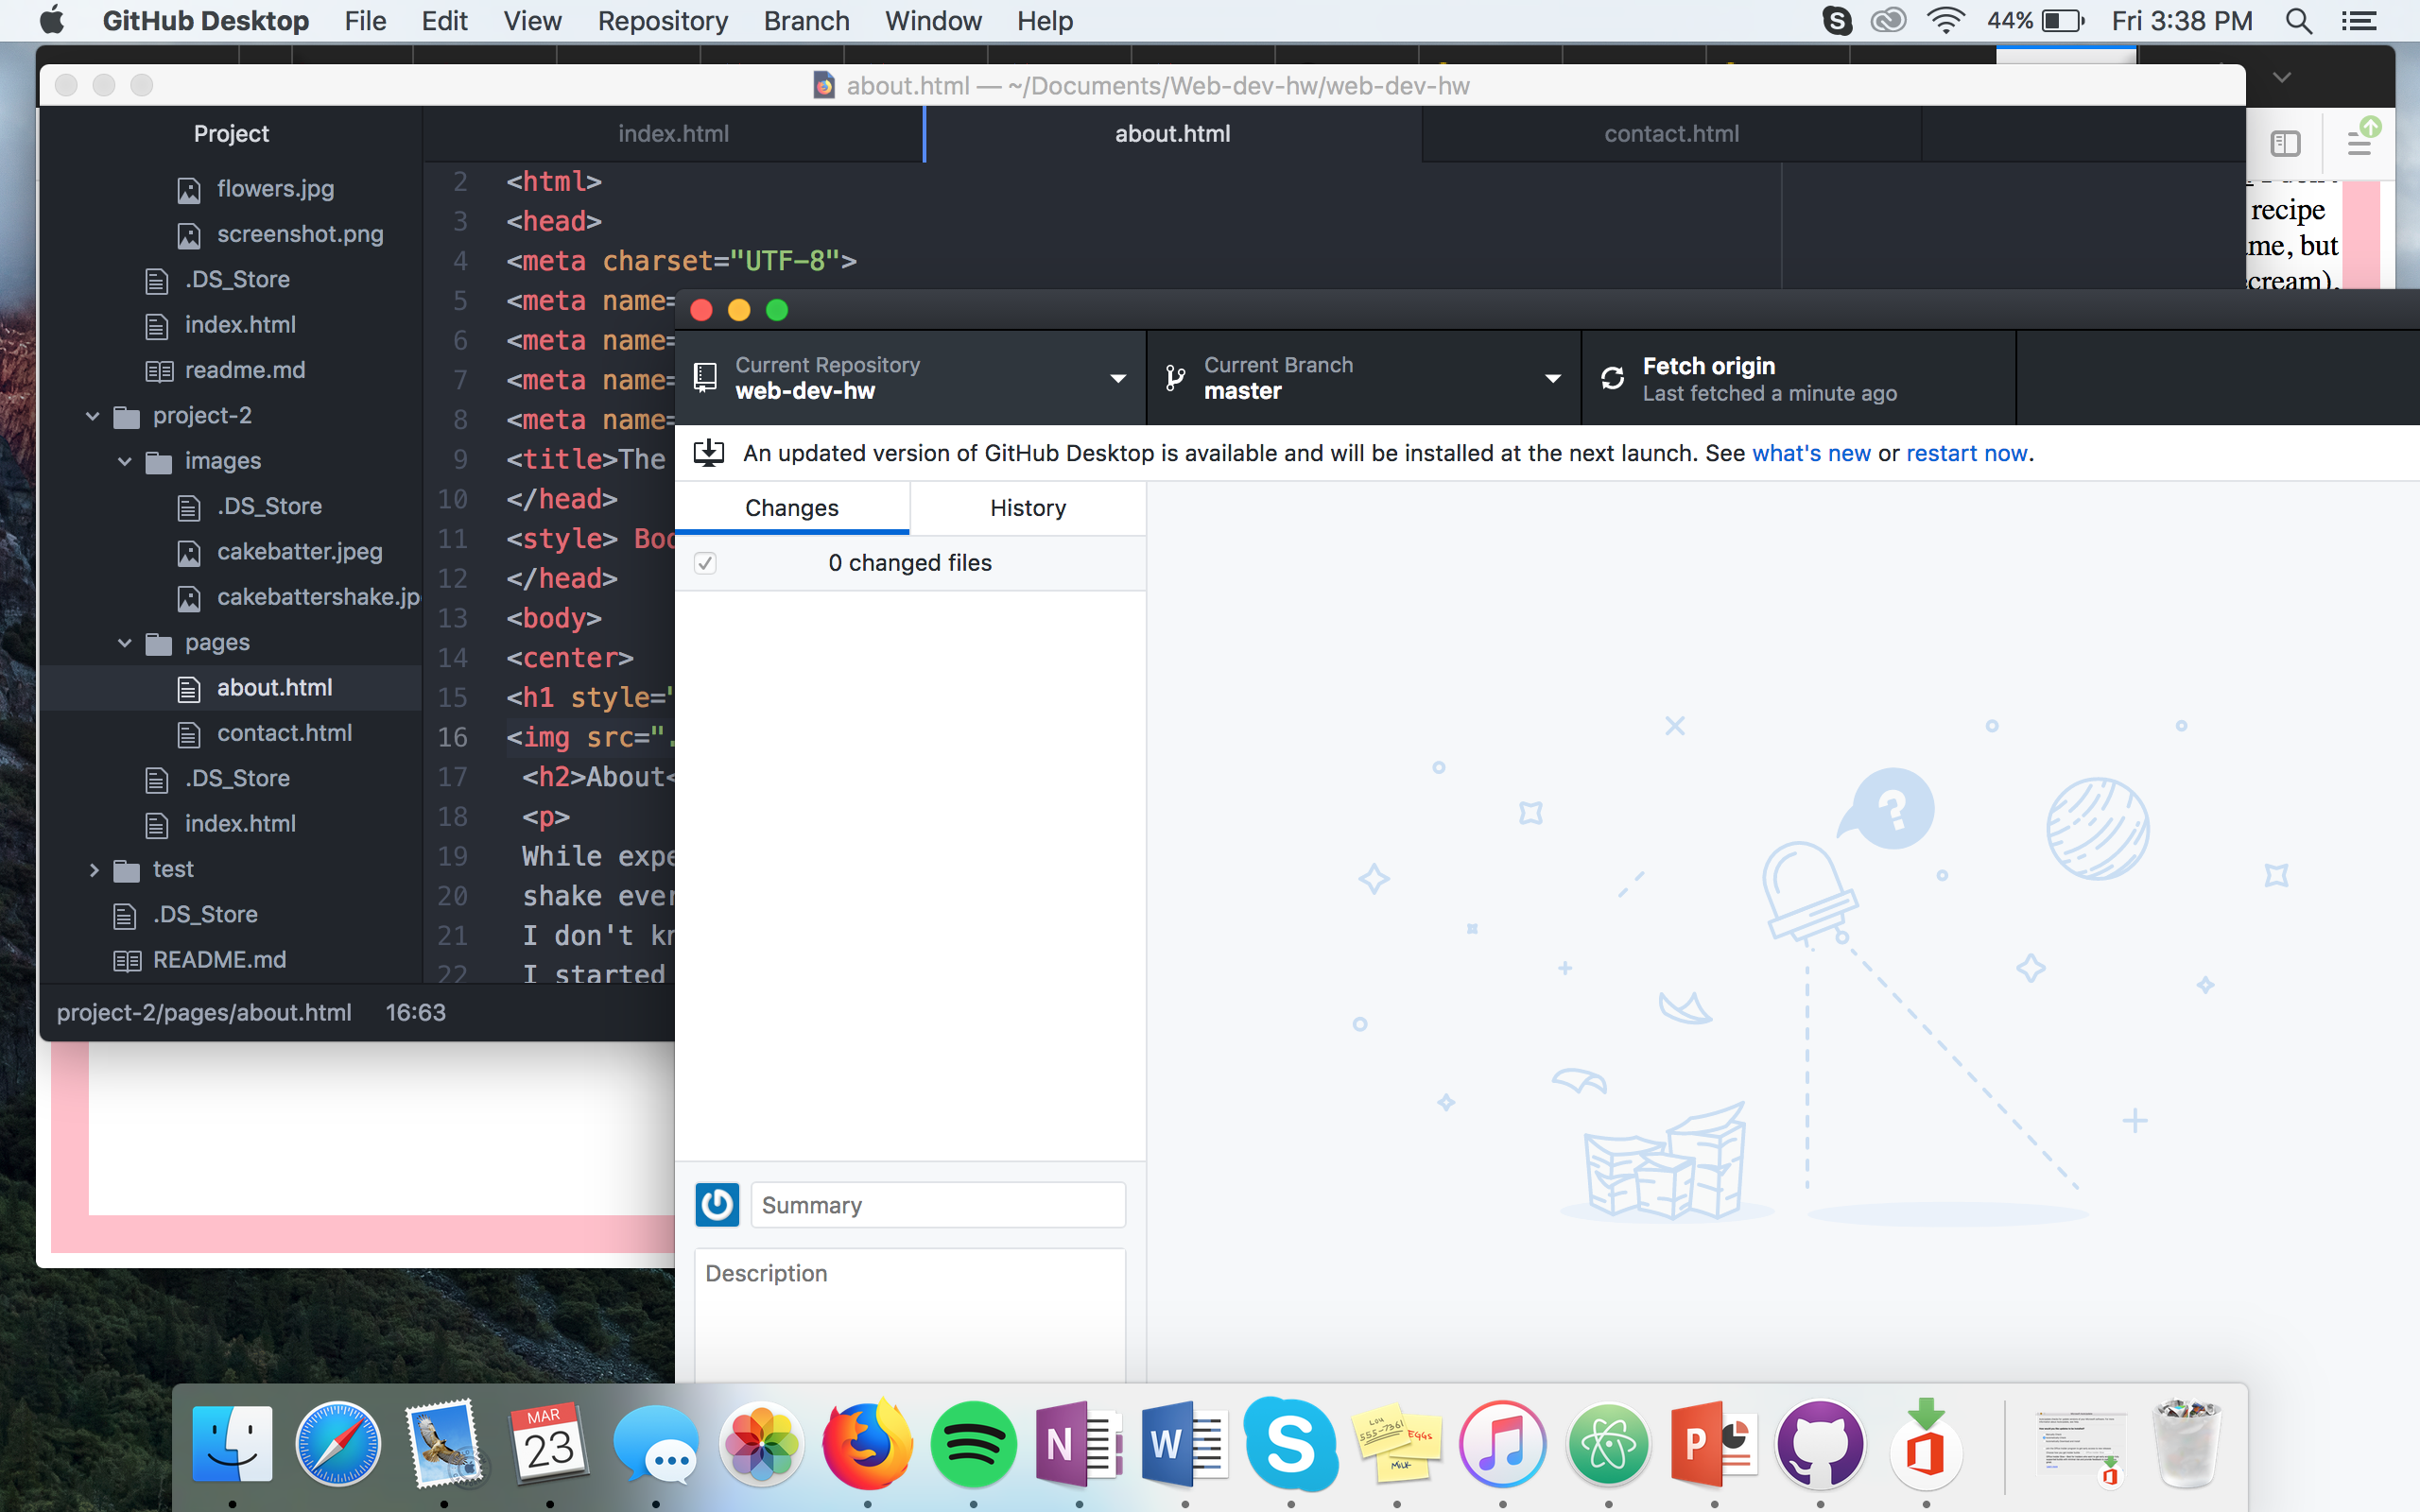 GitHub Desktop File Edit View Repository Branch Window Help 44% Fri 3:38 PM
about.html — ~/Documents/Web-dev-hw/web-dev-hw
Project
index.html
about.html
contact.html
flowers.jpg
screenshot.png
.DS_Store
index.html
readme.md
project-2
images
.DS_Store
cakebatter.jpeg
cakebattershake.jp
pages
about.html
contact.html
.DS_Store
index.html
test
.DS_Store
README.md
2 <html>
3 <head>
4 <meta charset="UTF-8">
5 <meta name=
6 <meta name=
7 <meta name=
8 <meta name=
9 <title>The
10 </head>
11 <style> Bo
12 </head>
13 <body>
14 <center>
15 <h1 style="
16 <img src=".
17 <h2>About<
18 <p>
19 While expe
20 shake ever
21 I don't kn
22 I started
project-2/pages/about.html 16:63
recipe
me, but
cream).
Current Repository
web-dev-hw
Current Branch
master
Fetch origin
Last fetched a minute ago
An updated version of GitHub Desktop is available and will be installed at the next launch. See what's new or restart now.
Changes
History
0 changed files
?
Summary
Description
MAR
23
N
W
S
Lou
555-7361
EGGS
MILK
P